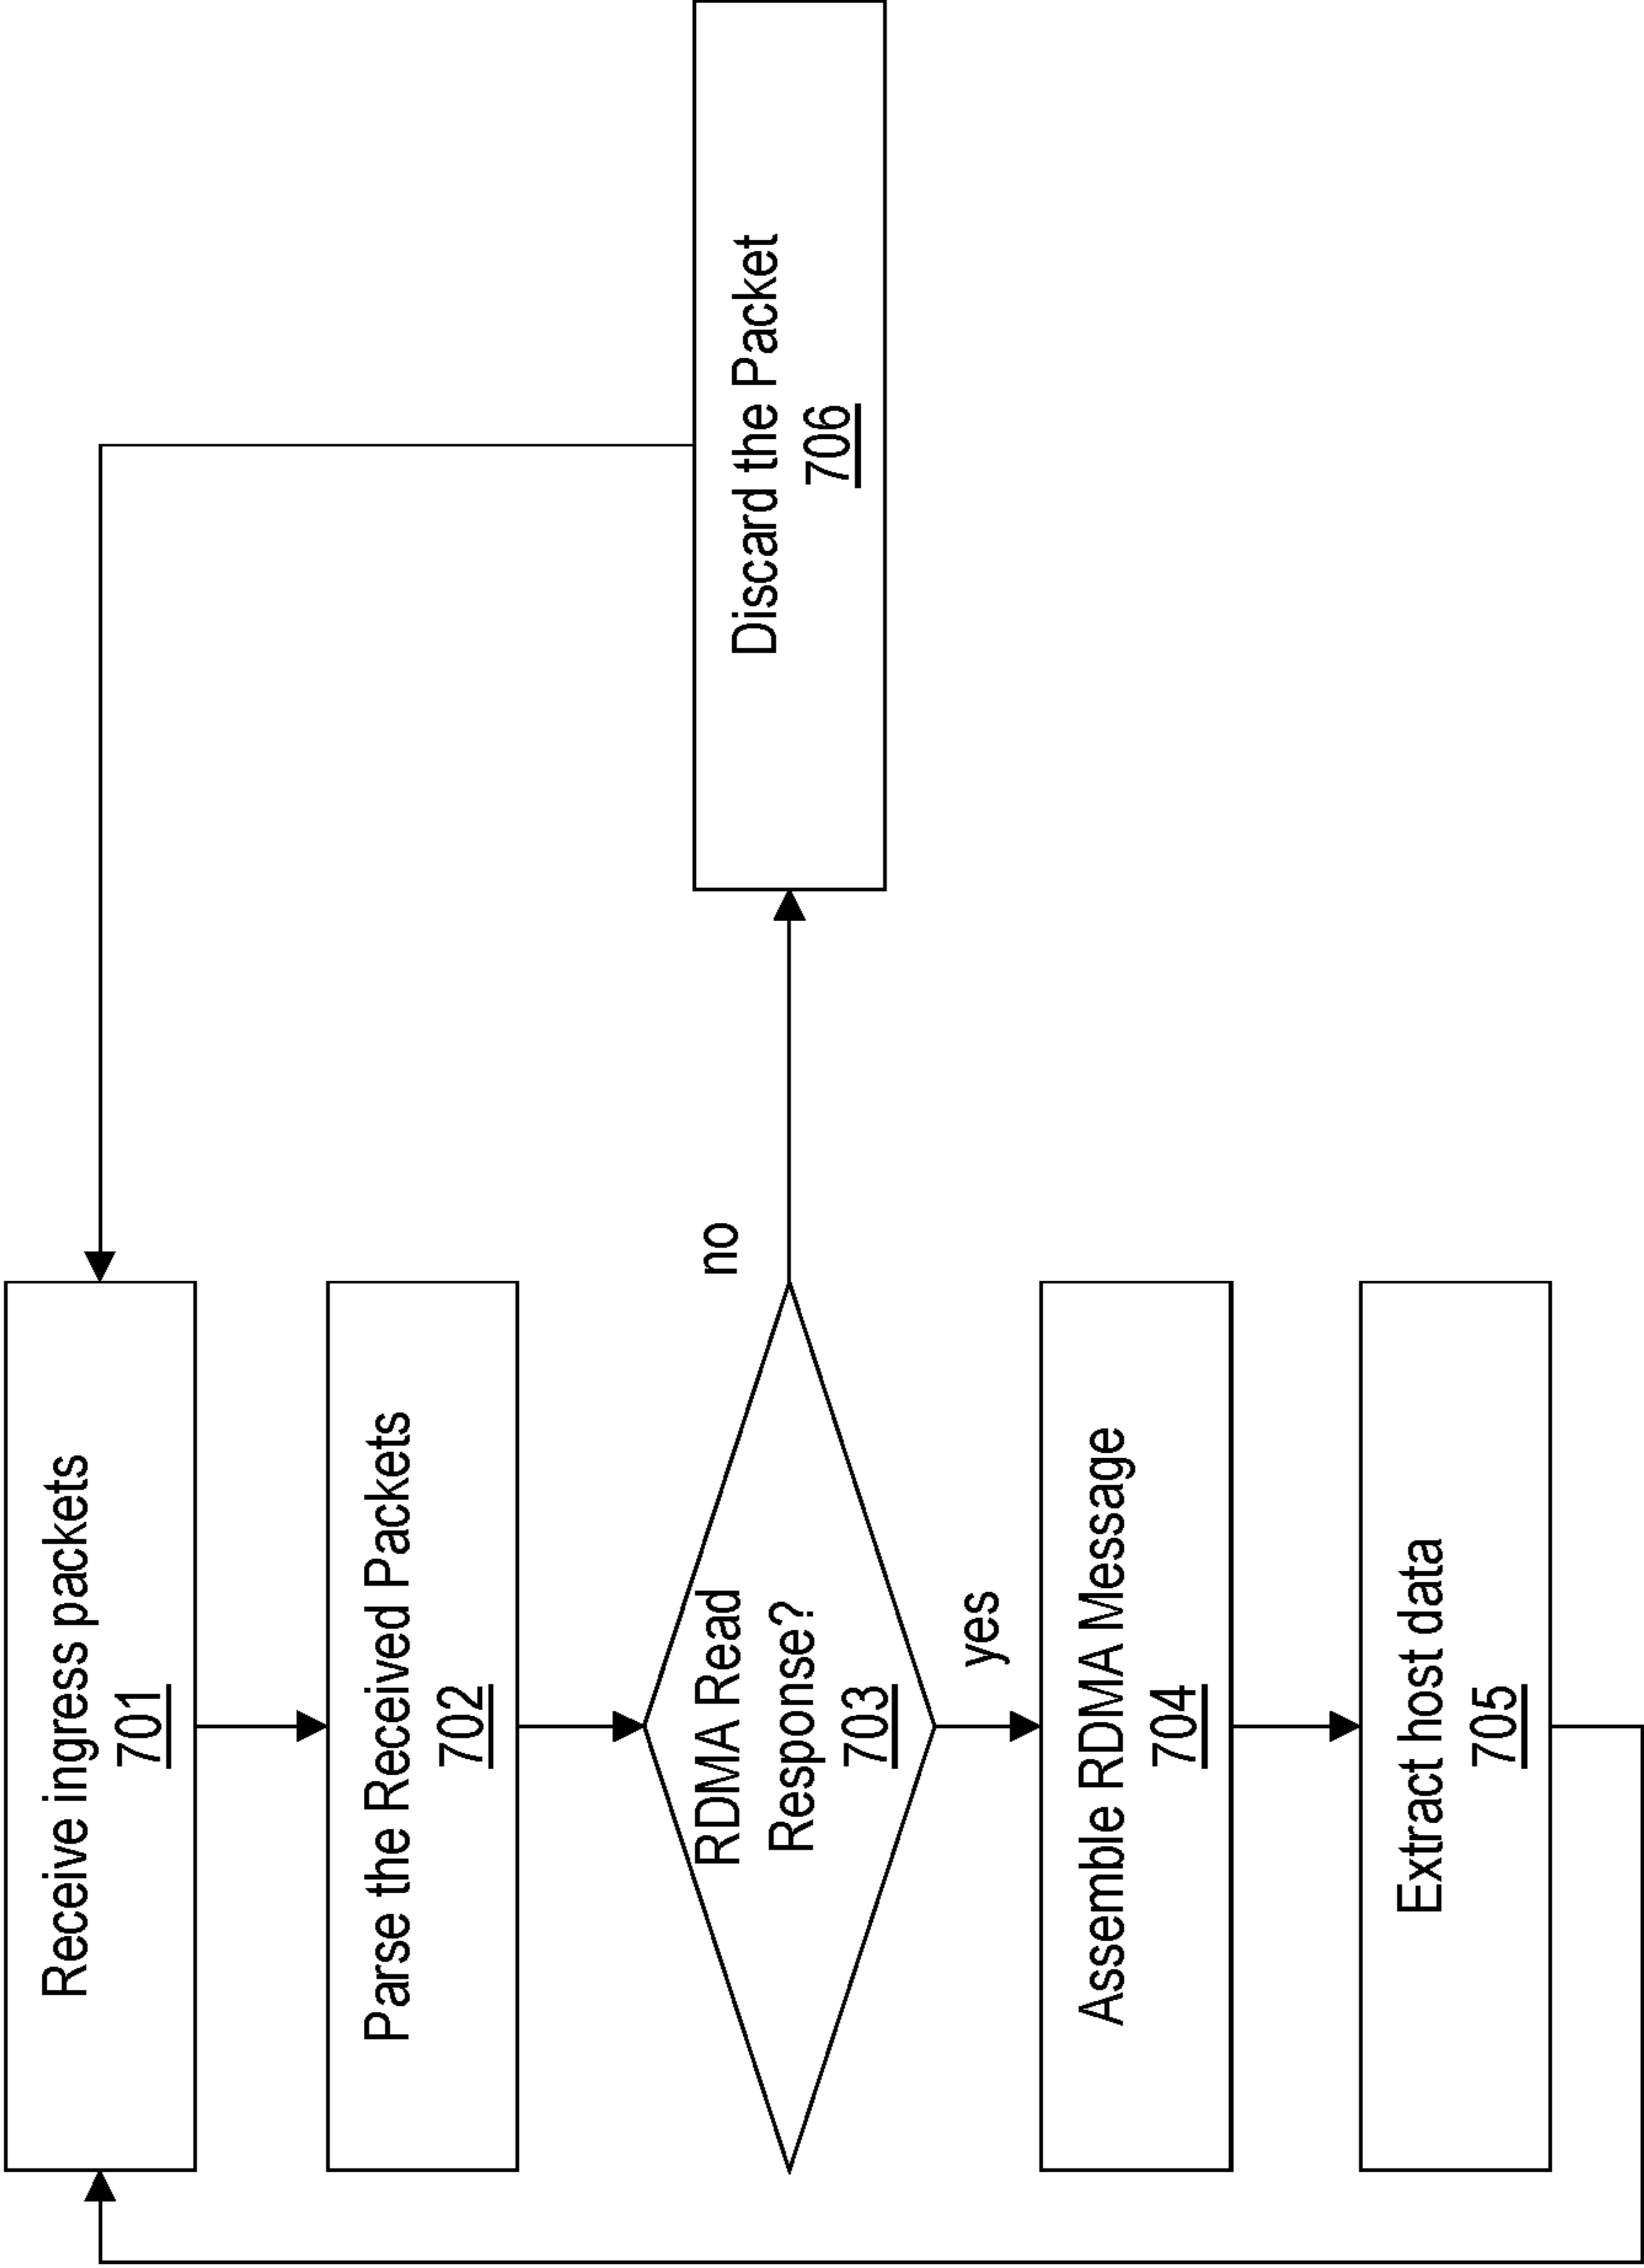 Receive ingress packets
701
Parse the Received Packets
702
RDMA Read
Response?
703
no
yes
Discard the Packet
706
Assemble RDMA Message
704
Extract host data
705